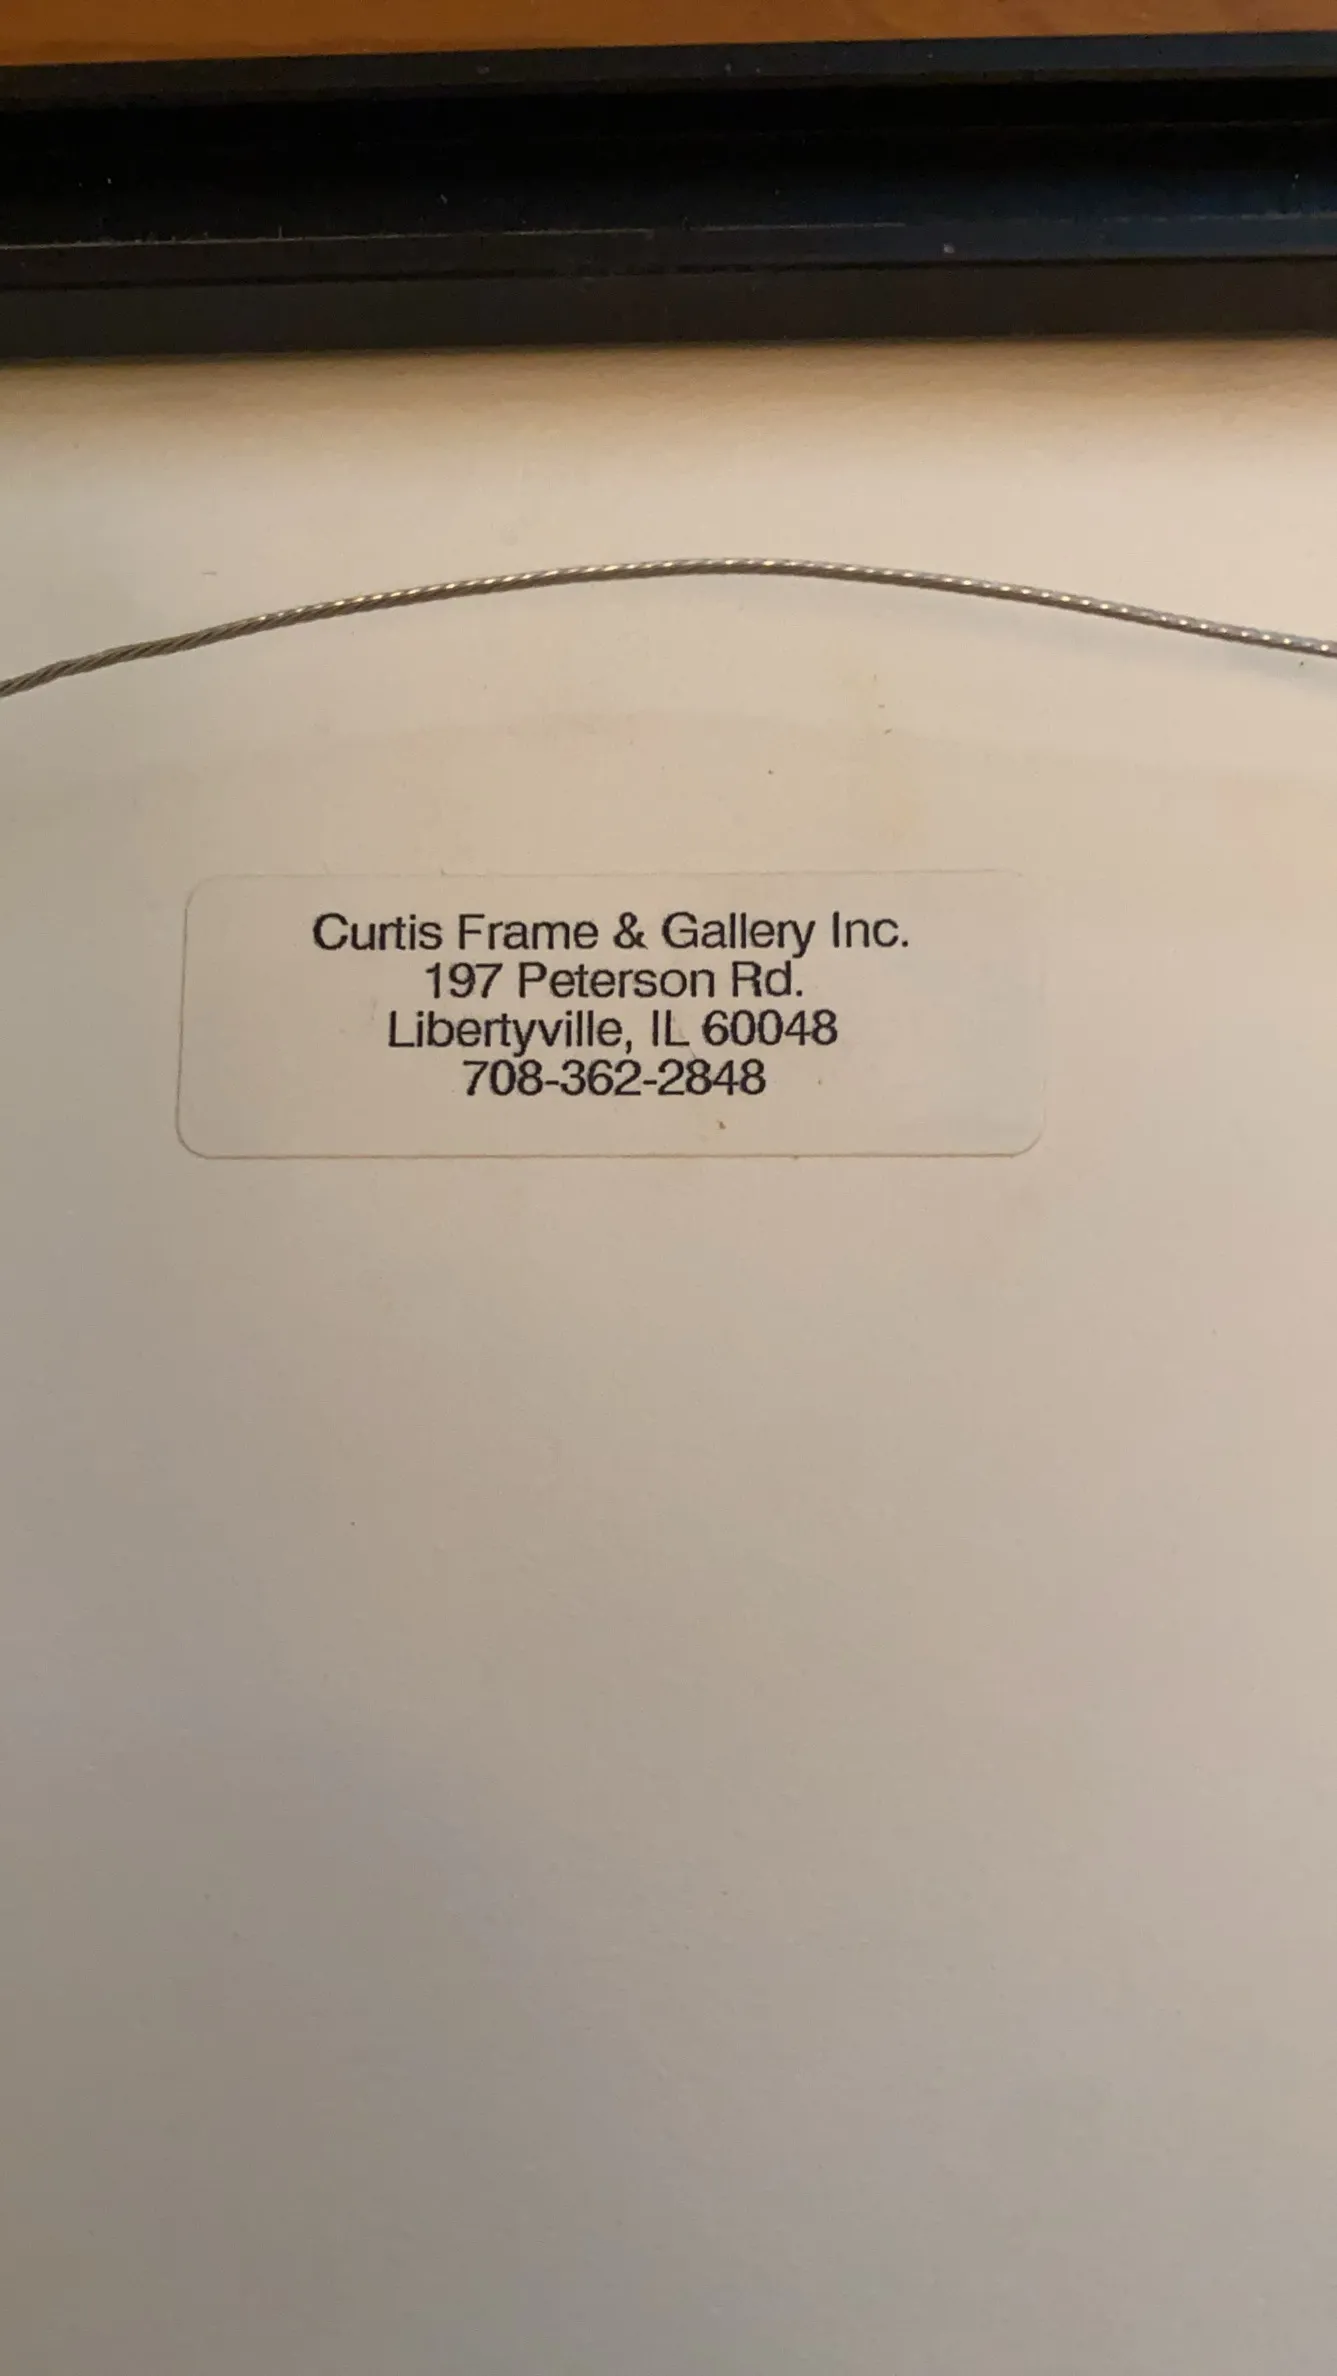 Curtis Frame & Gallery Inc.
197 Peterson Rd.
Libertyville, IL 60048
708-362-2848